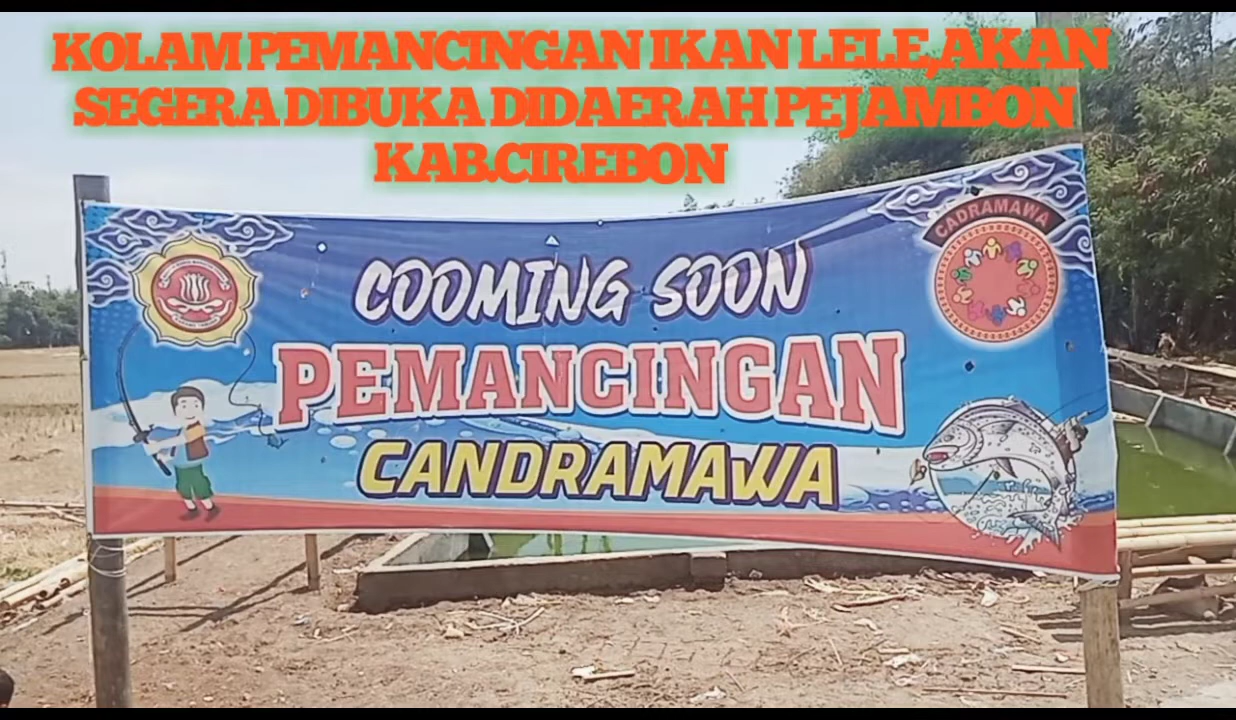 KOLAM PEMANCINGAN IKAN LELE,AKAN
SEGERA DIBUKA DIDAERAH PEJAMBON
KAB.CIREBON
CADRAMAWA
COOMING SOON
PEMANCINGAN
CANDRAMAWA